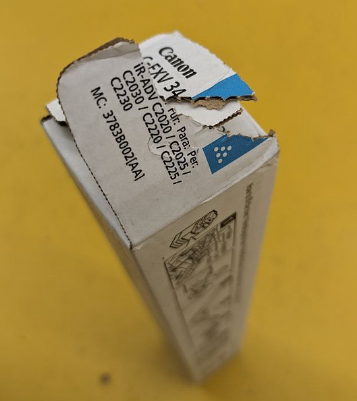 Canon
C-EXV 34
Für: Para: Per:
IR-ADV C2020 / C2025 /
C2030 / C2220 / C2225 /
C2230
MC: 3783B002[AA]